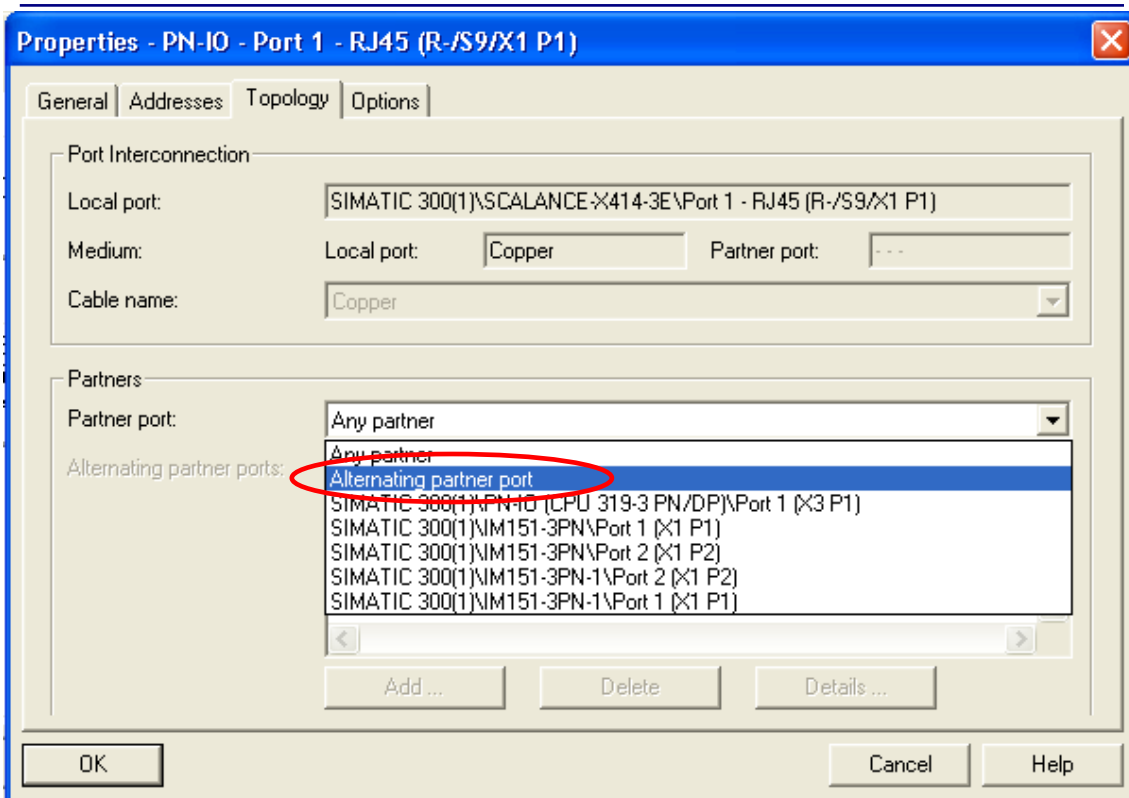 Properties - PN-IO - Port 1 - RJ45 (R-/S9/X1 P1)
General Addresses Topology Options
Port Interconnection
Local port: SIMATIC 300(1)\SCALANCE-X414-3E\Port 1 - RJ45 (R-/S9/X1 P1)
Medium: Local port: Copper Partner port: - - -
Cable name: Copper
Partners
Partner port: Any partner
Any partner
Alternating partner ports: Alternating partner port
SIMATIC 300(1)\PN-IO (CPU 319-3 PN/DP)\Port 1 (X3 P1)
SIMATIC 300(1)\IM151-3PN\Port 1 (X1 P1)
SIMATIC 300(1)\IM151-3PN\Port 2 (X1 P2)
SIMATIC 300(1)\IM151-3PN-1\Port 2 (X1 P2)
SIMATIC 300(1)\IM151-3PN-1\Port 1 (X1 P1)
Add ... Delete Details ...
OK Cancel Help